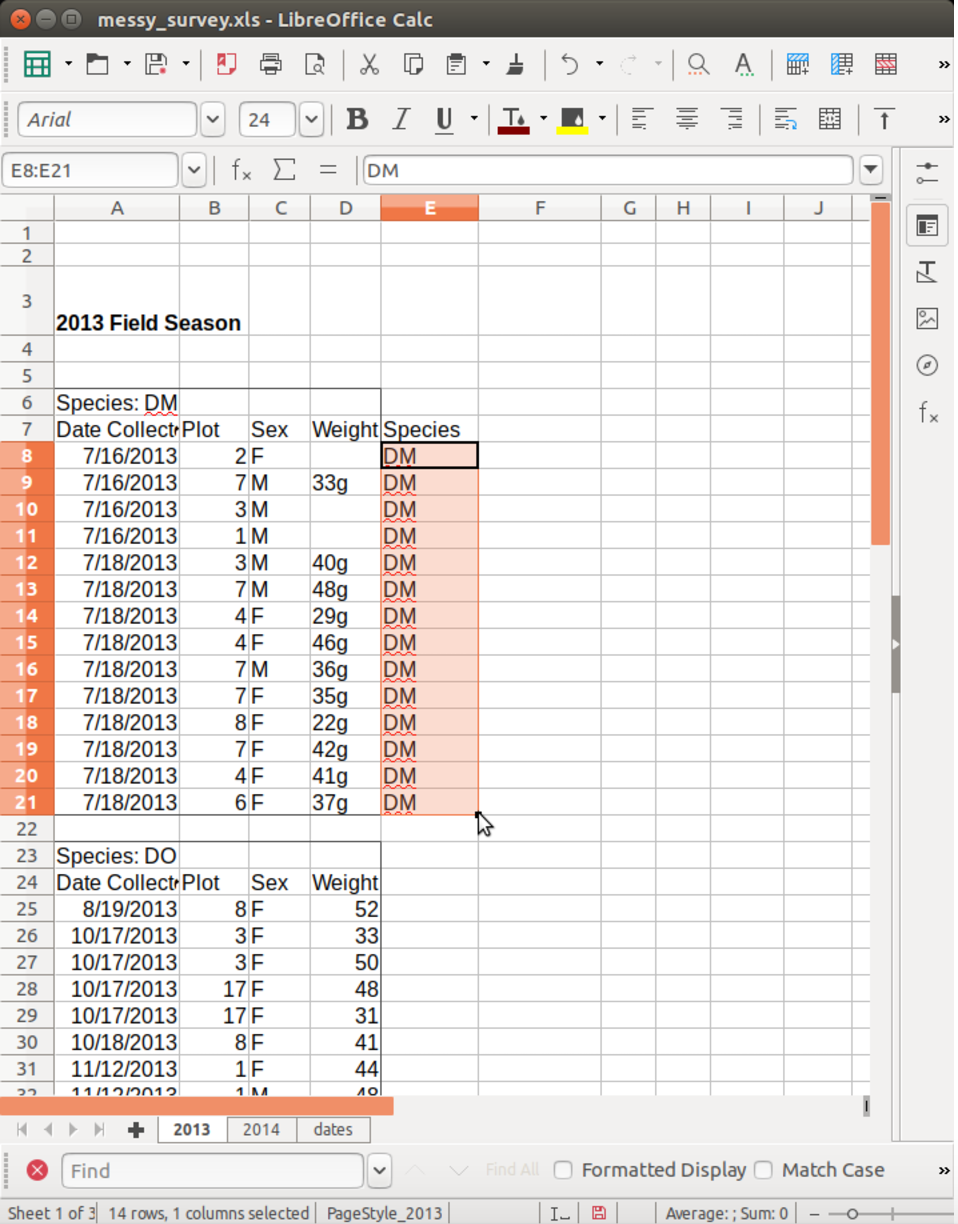 messy_survey.xls - LibreOffice Calc
Arial 24 B I U
E8:E21 fx Σ = DM
A B C D E F G H I J
1
2
3 2013 Field Season
4
5
6 Species: DM
7 Date Collect Plot Sex Weight Species
8 7/16/2013 2 F DM
9 7/16/2013 7 M 33g DM
10 7/16/2013 3 M DM
11 7/16/2013 1 M DM
12 7/18/2013 3 M 40g DM
13 7/18/2013 7 M 48g DM
14 7/18/2013 4 F 29g DM
15 7/18/2013 4 F 46g DM
16 7/18/2013 7 M 36g DM
17 7/18/2013 7 F 35g DM
18 7/18/2013 8 F 22g DM
19 7/18/2013 7 F 42g DM
20 7/18/2013 4 F 41g DM
21 7/18/2013 6 F 37g DM
22
23 Species: DO
24 Date Collect Plot Sex Weight
25 8/19/2013 8 F 52
26 10/17/2013 3 F 33
27 10/17/2013 3 F 50
28 10/17/2013 17 F 48
29 10/17/2013 17 F 31
30 10/18/2013 8 F 41
31 11/12/2013 1 F 44
32 11/12/2013 1 M 48
2013 2014 dates
Find Find All Formatted Display Match Case
Sheet 1 of 3 14 rows, 1 columns selected PageStyle_2013 Average: ; Sum: 0